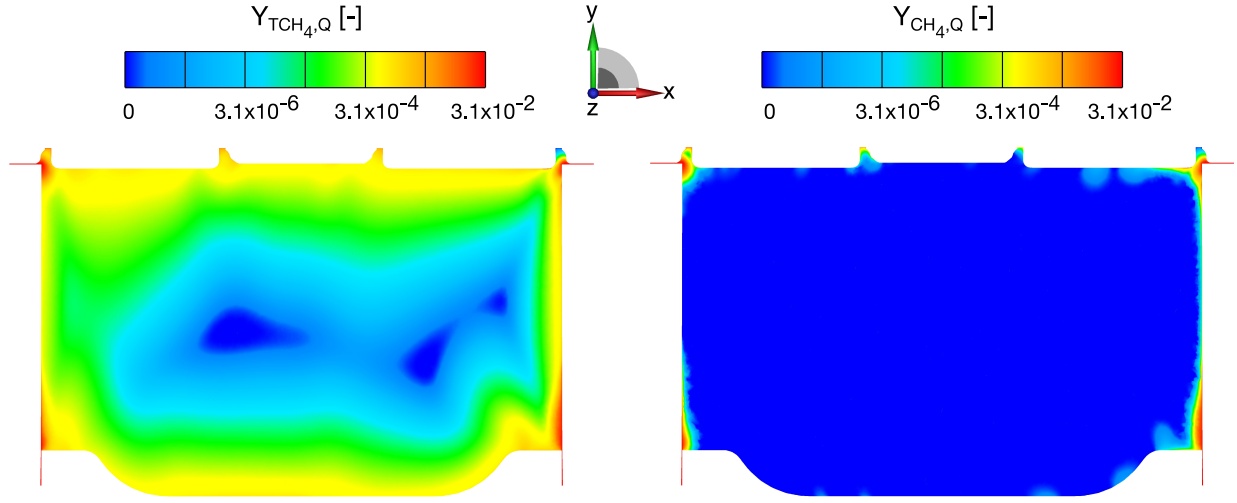 Y_TCH₄,Q [-]
0 3.1x10⁻⁶ 3.1x10⁻⁴ 3.1x10⁻²
y
x
z
Y_CH₄,Q [-]
0 3.1x10⁻⁶ 3.1x10⁻⁴ 3.1x10⁻²